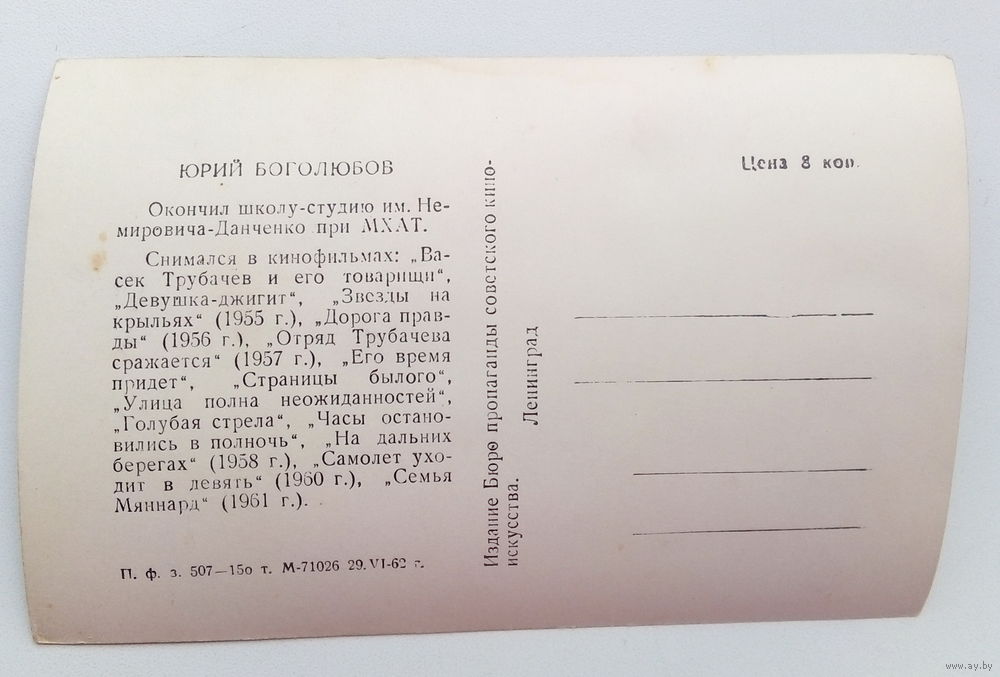 ЮРИЙ БОГОЛЮБОВ
Окончил школу-студию им. Не-
мировича-Данченко при МХАТ.
Снимался в кинофильмах: „Ва-
сек Трубачев и его товарищи“,
„Девушка-джигит“, „Звезды на
крыльях“ (1955 г.), „Дорога прав-
ды“ (1956 г.), „Отряд Трубачева
сражается“ (1957 г.), „Его время
придет“, „Страницы былого“,
„Улица полна неожиданностей“,
„Голубая стрела“, „Часы остано-
вились в полночь“, „На дальних
берегах“ (1958 г.), „Самолет ухо-
дит в девять“ (1960 г.), „Семья
Мяннард“ (1961 г.).
П. ф. з. 507—150 т. М-71026 29.VI-62 г.
Издание Бюро пропаганды советского кино-
искусства.
Ленинград
Цена 8 коп.
www.ay.by